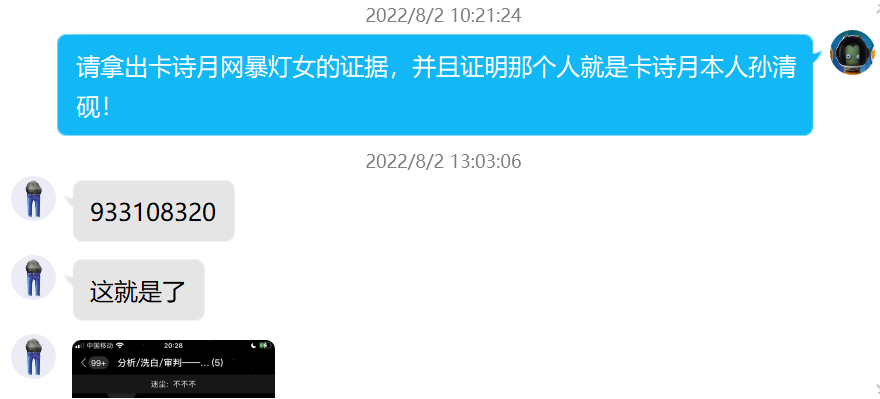 2022/8/2 10:21:24
请拿出卡诗月网暴灯女的证据，并且证明那个人就是卡诗月本人孙清
砚！
2022/8/2 13:03:06
933108320
这就是了
中国移动 20:28
99+ 分析/洗白/审判——... (5)
迷尘：不不不